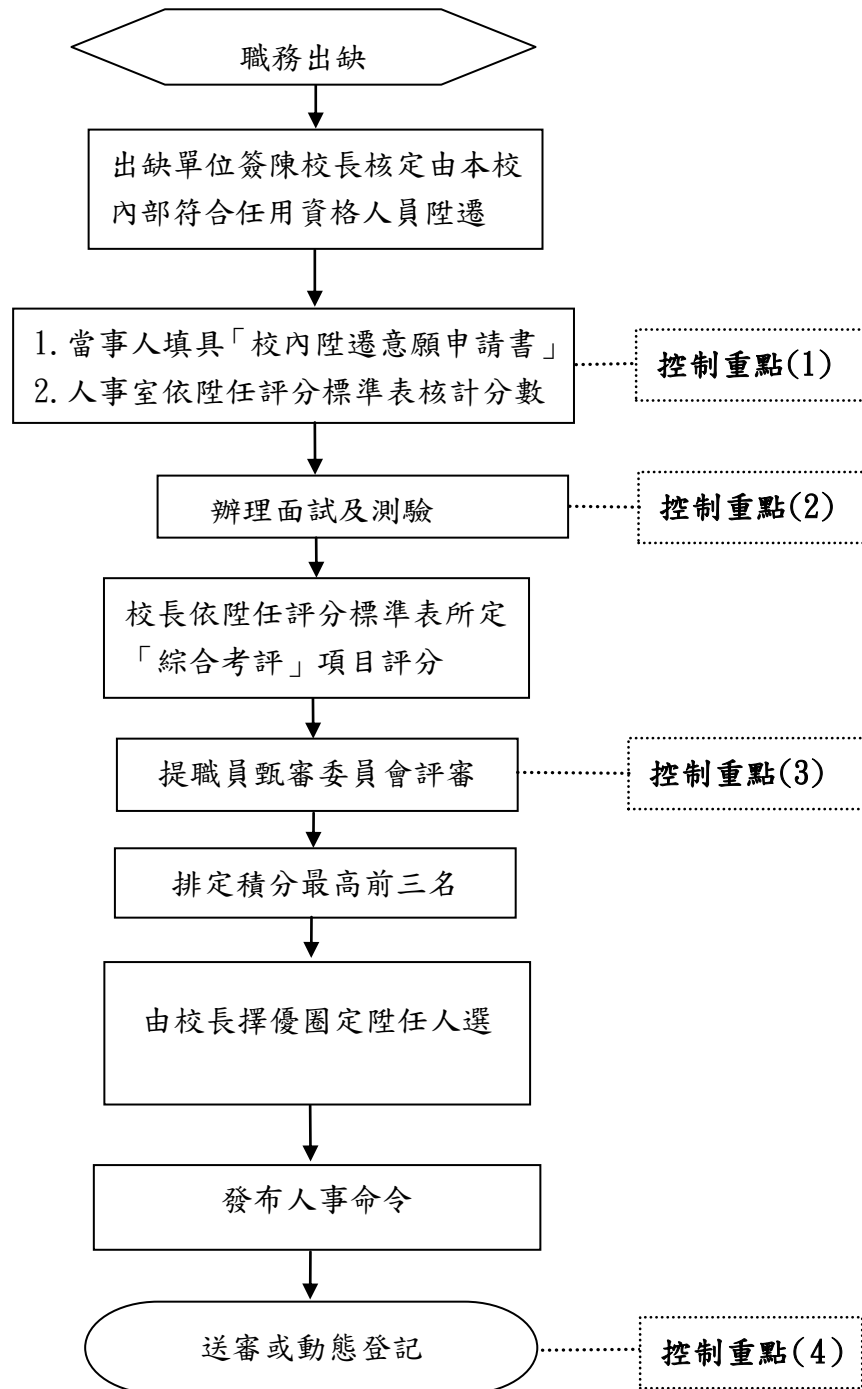 職務出缺
出缺單位簽陳校長核定由本校
內部符合任用資格人員陞遷
1.當事人填具「校內陞遷意願申請書」
2.人事室依陞任評分標準表核計分數
控制重點(1)
辦理面試及測驗
控制重點(2)
校長依陞任評分標準表所定
「綜合考評」項目評分
提職員甄審委員會評審
控制重點(3)
排定積分最高前三名
由校長擇優圈定陞任人選
發布人事命令
送審或動態登記
控制重點(4)